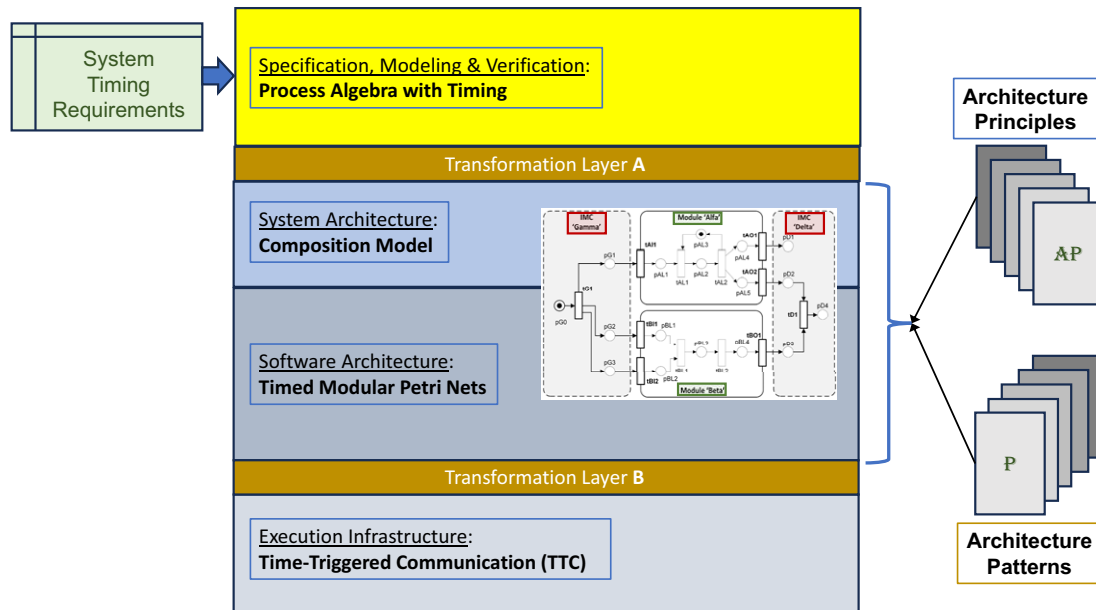 System
Timing
Requirements
Specification, Modeling & Verification:
Process Algebra with Timing
Transformation Layer A
System Architecture:
Composition Model
Software Architecture:
Timed Modular Petri Nets
Transformation Layer B
Execution Infrastructure:
Time-Triggered Communication (TTC)
IMC
'Gamma'
Module 'Alfa'
IMC
'Delta'
tAI1
tAO1
pD1
pAL3
pAL4
pG1
pAL1
pAL2
tAL1
tAL2
tAO2
pD2
pAL5
tG1
pG0
tD1
pD4
pG2
tBI1
pBL1
tBO1
pBL4
pG3
pBL2
tBI2
Module 'Beta'
Architecture
Principles
AP
P
Architecture
Patterns